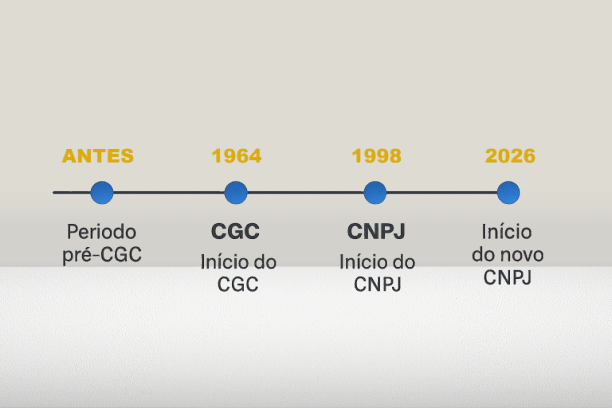 ANTES
1964
1998
2026
Periodo
pré-CGC
CGC
Início do
CGC
CNPJ
Início do
CNPJ
Início
do novo
CNPJ